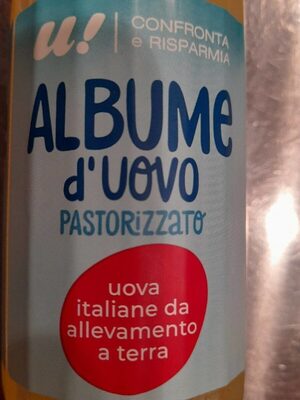 u! CONFRONTA
e RISPARMIA
ALBUME
d'UOVO
PASTORIZZATO
uova
italiane da
allevamento
a terra